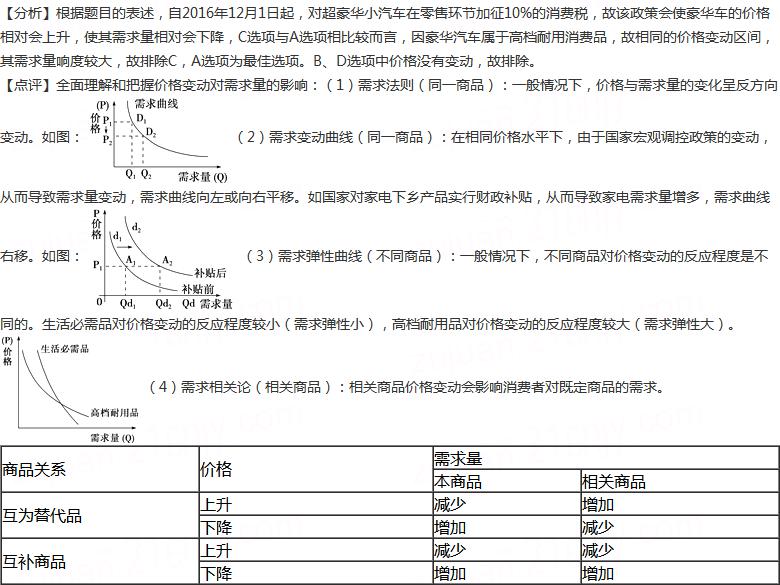 【分析】根据题目的表述，自2016年12月1日起，对超豪华小汽车在零售环节加征10%的消费税，故该政策会使豪华车的价格
相对会上升，使其需求量相对会下降，C选项与A选项相比较而言，因豪华汽车属于高档耐用消费品，故相同的价格变动区间，
其需求量响度较大，故排除C，A选项为最佳选项。B、D选项中价格没有变动，故排除。
【点评】全面理解和把握价格变动对需求量的影响：（1）需求法则（同一商品）：一般情况下，价格与需求量的变化呈反方向
(P)
价格
需求曲线
P₁
D₁
P₂
D₂
Q₁ Q₂ 需求量 (Q)
变动。如图： （2）需求变动曲线（同一商品）：在相同价格水平下，由于国家宏观调控政策的变动，
从而导致需求量变动，需求曲线向左或向右平移。如国家对家电下乡产品实行财政补贴，从而导致家电需求量增多，需求曲线
P
价格
d₂
d₁
右移。如图： （3）需求弹性曲线（不同商品）：一般情况下，不同商品对价格变动的反应程度是不
P₁ A₁ A₂
补贴后
补贴前
0 Qd₁ Qd₂ Qd 需求量
同的。生活必需品对价格变动的反应程度较小（需求弹性小），高档耐用品对价格变动的反应程度较大（需求弹性大）。
(P)
价格
生活必需品
（4）需求相关论（相关商品）：相关商品价格变动会影响消费者对既定商品的需求。
高档耐用品
需求量 (Q)
商品关系 价格 需求量
本商品 相关商品
互为替代品 上升 减少 增加
下降 增加 减少
互补商品 上升 减少 减少
下降 增加 增加